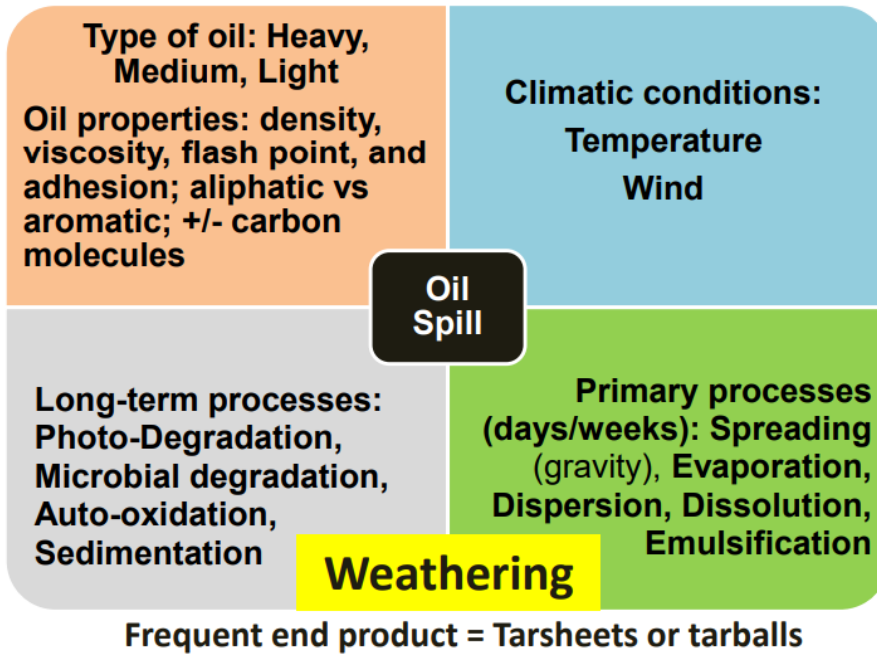 Type of oil: Heavy,
Medium, Light
Oil properties: density,
viscosity, flash point, and
adhesion; aliphatic vs
aromatic; +/- carbon
molecules
Climatic conditions:
Temperature
Wind
Oil
Spill
Long-term processes:
Photo-Degradation,
Microbial degradation,
Auto-oxidation,
Sedimentation
Primary processes
(days/weeks): Spreading
(gravity), Evaporation,
Dispersion, Dissolution,
Emulsification
Weathering
Frequent end product = Tarsheets or tarballs